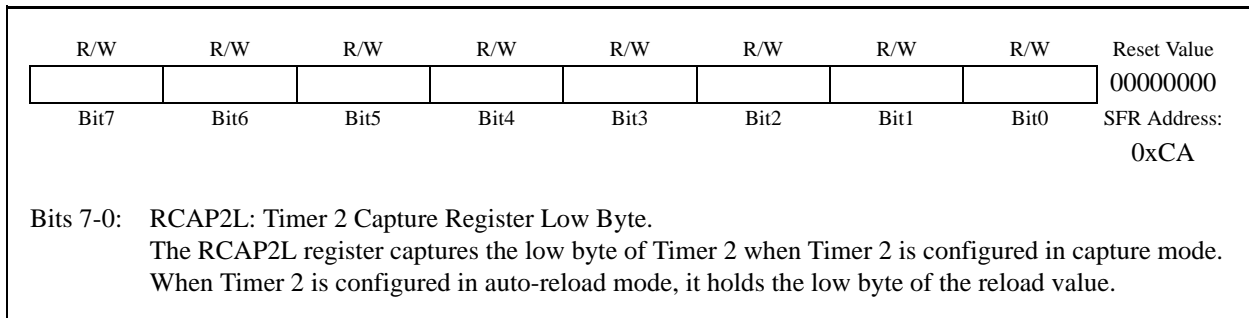 R/W R/W R/W R/W R/W R/W R/W R/W Reset Value
00000000
Bit7 Bit6 Bit5 Bit4 Bit3 Bit2 Bit1 Bit0 SFR Address:
0xCA
Bits 7-0: RCAP2L: Timer 2 Capture Register Low Byte.
The RCAP2L register captures the low byte of Timer 2 when Timer 2 is configured in capture mode.
When Timer 2 is configured in auto-reload mode, it holds the low byte of the reload value.